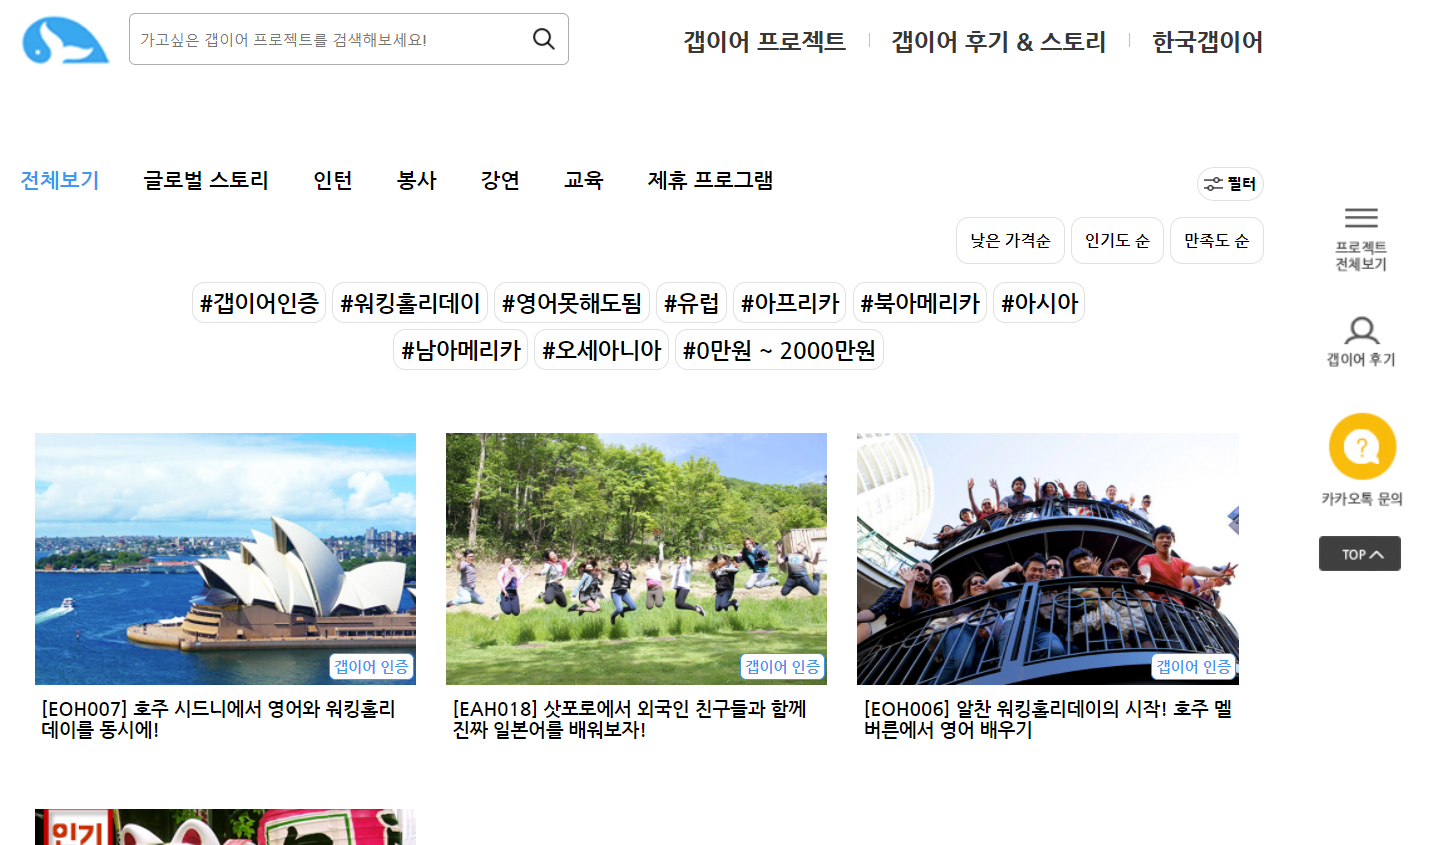 가고싶은 갭이어 프로젝트를 검색해보세요!
갭이어 프로젝트
갭이어 후기 & 스토리
한국갭이어
전체보기
글로벌 스토리
인턴
봉사
강연
교육
제휴 프로그램
필터
낮은 가격순
인기도 순
만족도 순
#갭이어인증 #워킹홀리데이 #영어못해도됨 #유럽 #아프리카 #북아메리카 #아시아
#남아메리카 #오세아니아 #0만원 ~ 2000만원
프로젝트
전체보기
갭이어 후기
?
카카오톡 문의
TOP
갭이어 인증
[EOH007] 호주 시드니에서 영어와 워킹홀리
데이를 동시에!
갭이어 인증
[EAH018] 삿포로에서 외국인 친구들과 함께
진짜 일본어를 배워보자!
갭이어 인증
[EOH006] 알찬 워킹홀리데이의 시작! 호주 멜
버른에서 영어 배우기
인기